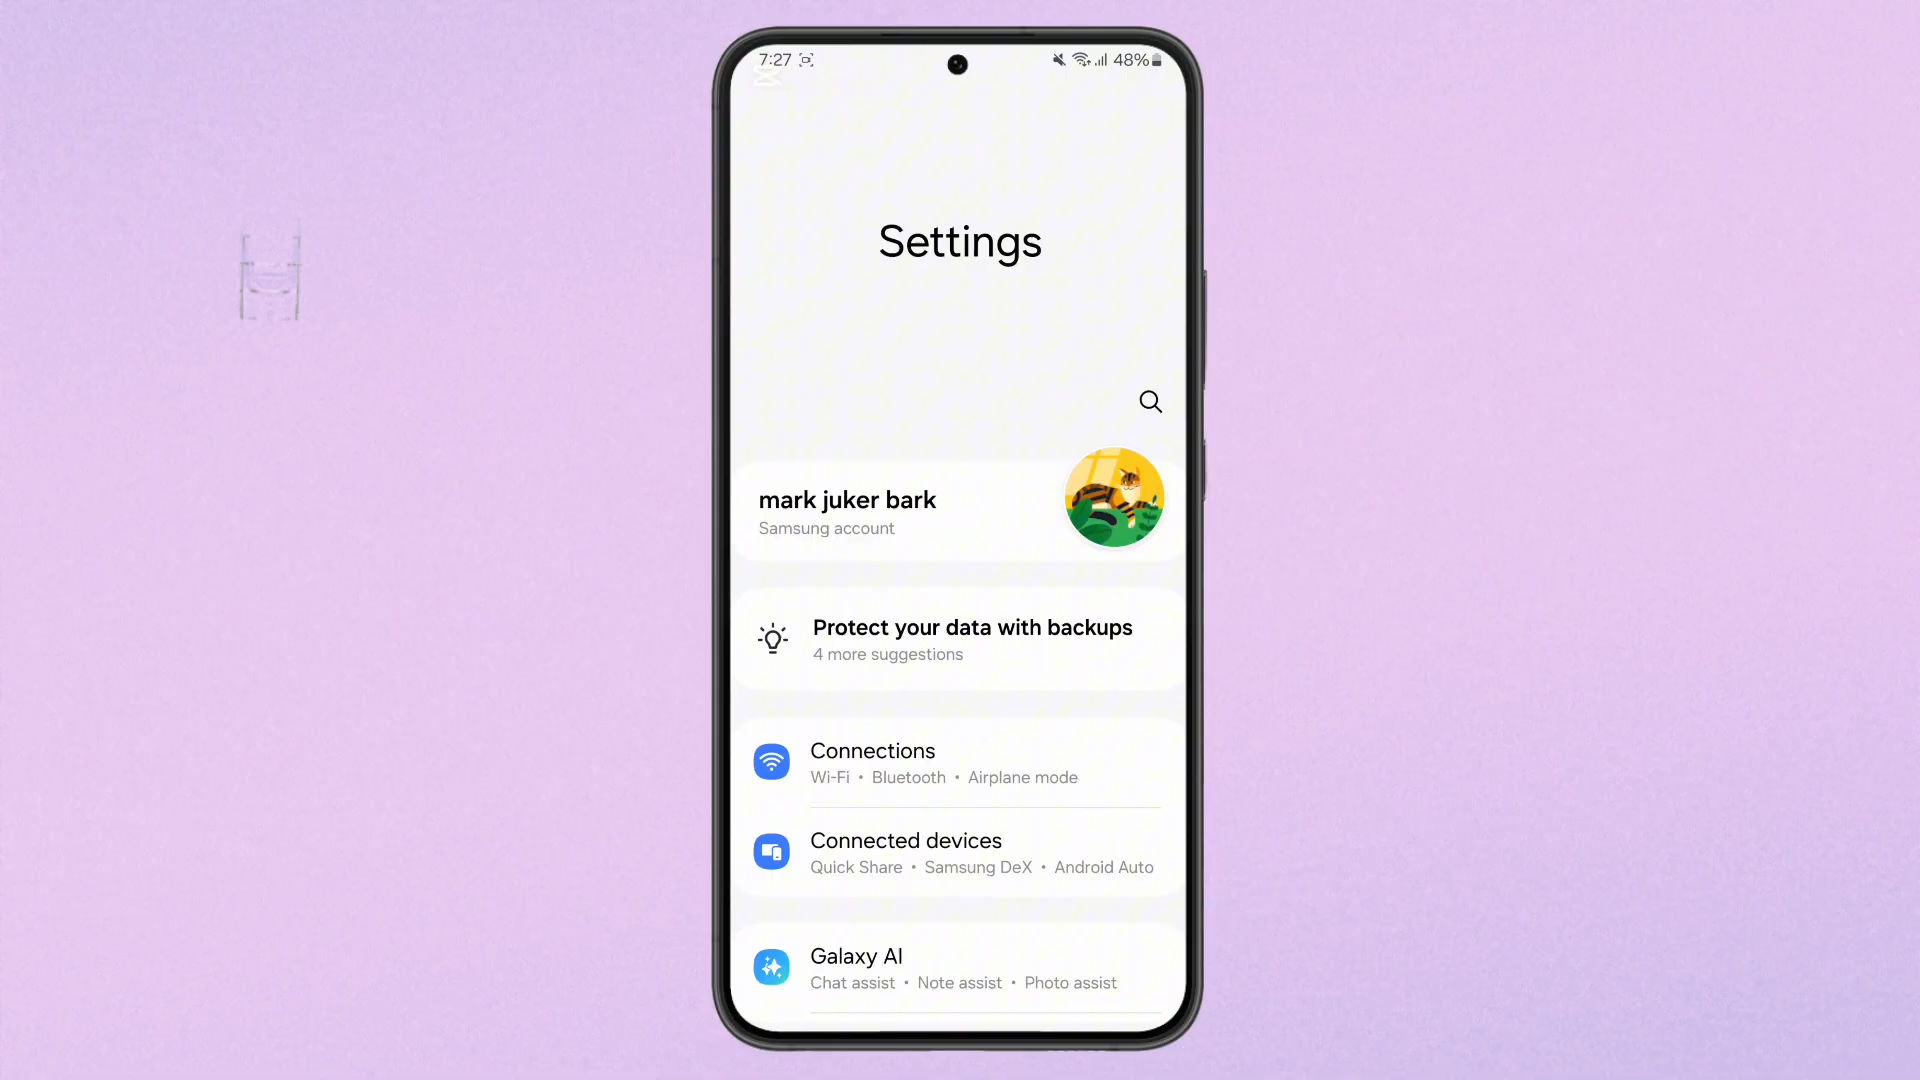 7:27 48%
Settings
mark juker bark
Samsung account
Protect your data with backups
4 more suggestions
Connections
Wi-Fi • Bluetooth • Airplane mode
Connected devices
Quick Share • Samsung DeX • Android Auto
Galaxy AI
Chat assist • Note assist • Photo assist